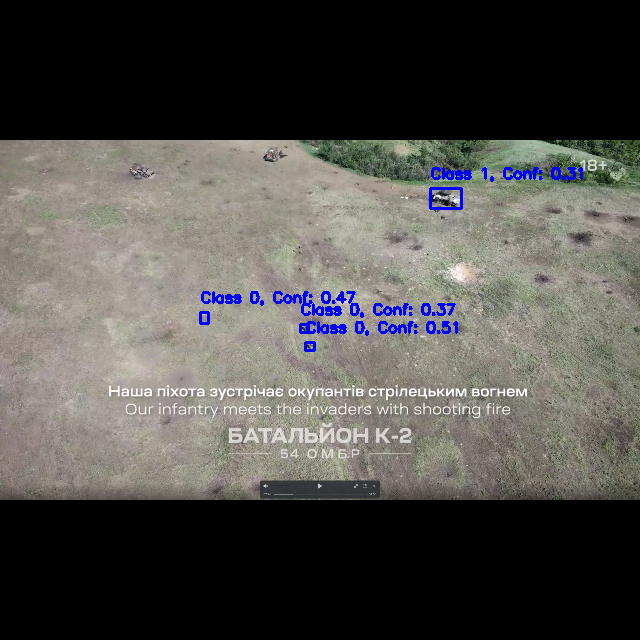 18+
Class 1, Conf: 0.31
Class 0, Conf: 0.47
Class 0, Conf: 0.37
Class 0, Conf: 0.51
Наша піхота зустрічає окупантів стрілецьким вогнем
Our infantry meets the invaders with shooting fire
БАТАЛЬЙОН К-2
54 ОМБР